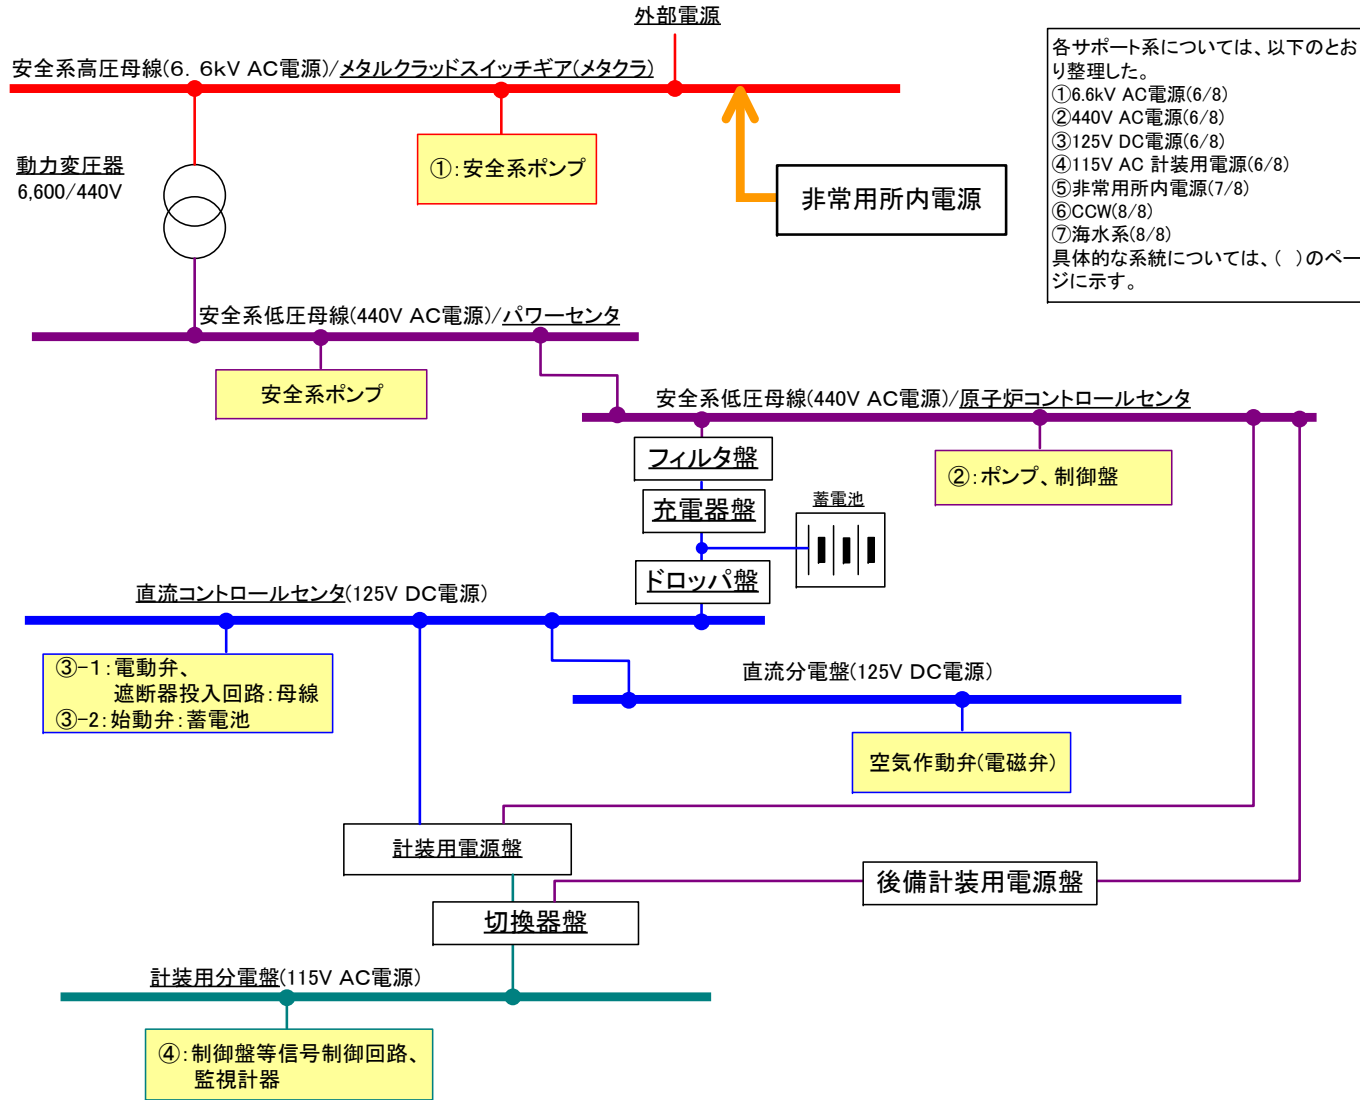 外部電源
安全系高圧母線(6.6kV AC電源)/メタルクラッドスイッチギア(メタクラ)
各サポート系については、以下のとお
り整理した。
①6.6kV AC電源(6/8)
②440V AC電源(6/8)
③125V DC電源(6/8)
④115V AC 計装用電源(6/8)
⑤非常用所内電源(7/8)
⑥CCW(8/8)
⑦海水系(8/8)
具体的な系統については、( )のペー
ジに示す。
動力変圧器
6,600/440V
①:安全系ポンプ
非常用所内電源
安全系低圧母線(440V AC電源)/パワーセンタ
安全系ポンプ
安全系低圧母線(440V AC電源)/原子炉コントロールセンタ
フィルタ盤
②:ポンプ、制御盤
充電器盤
蓄電池
ドロッパ盤
直流コントロールセンタ(125V DC電源)
③-1:電動弁、
遮断器投入回路:母線
③-2:始動弁:蓄電池
直流分電盤(125V DC電源)
空気作動弁(電磁弁)
計装用電源盤
後備計装用電源盤
切換器盤
計装用分電盤(115V AC電源)
④:制御盤等信号制御回路、
監視計器